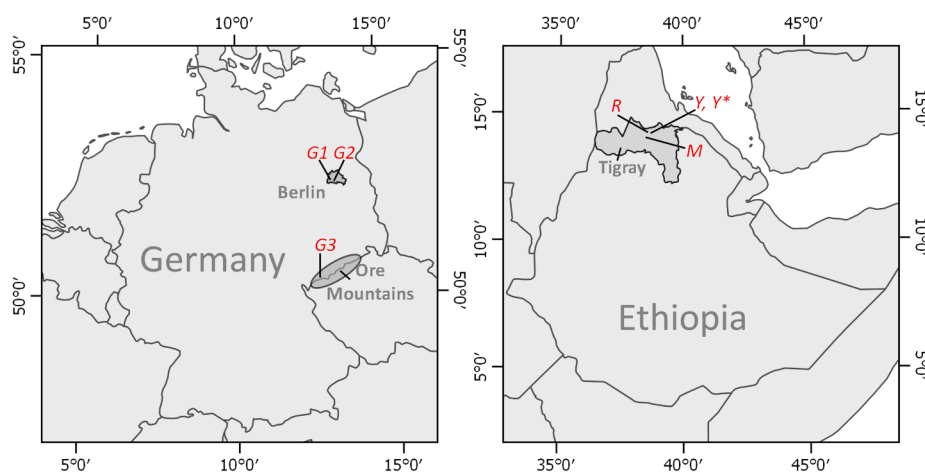 5°0′ 10°0′ 15°0′
55°0′
55°0′
G1 G2
Berlin
G3
Germany
Ore
Mountains
50°0′
50°0′
5°0′ 10°0′ 15°0′
35°0′ 40°0′ 45°0′
15°0′
15°0′
R Y, Y*
M
Tigray
10°0′
10°0′
Ethiopia
5°0′
5°0′
35°0′ 40°0′ 45°0′